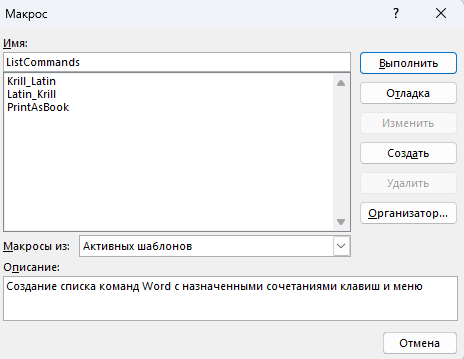 Макрос
Имя:
ListCommands
Krill_Latin
Latin_Krill
PrintAsBook
Выполнить
Отладка
Изменить
Создать
Удалить
Организатор...
Макросы из:
Активных шаблонов
Описание:
Создание списка команд Word с назначенными сочетаниями клавиш и меню
Отмена